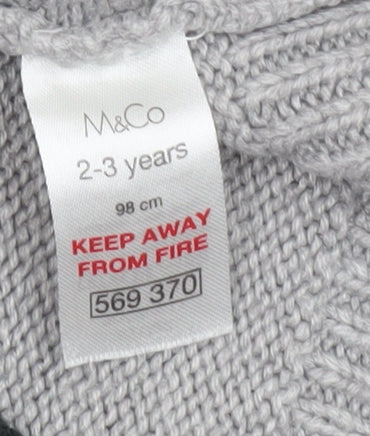 M&Co
2-3 years
98 cm
KEEP AWAY
FROM FIRE
569 370